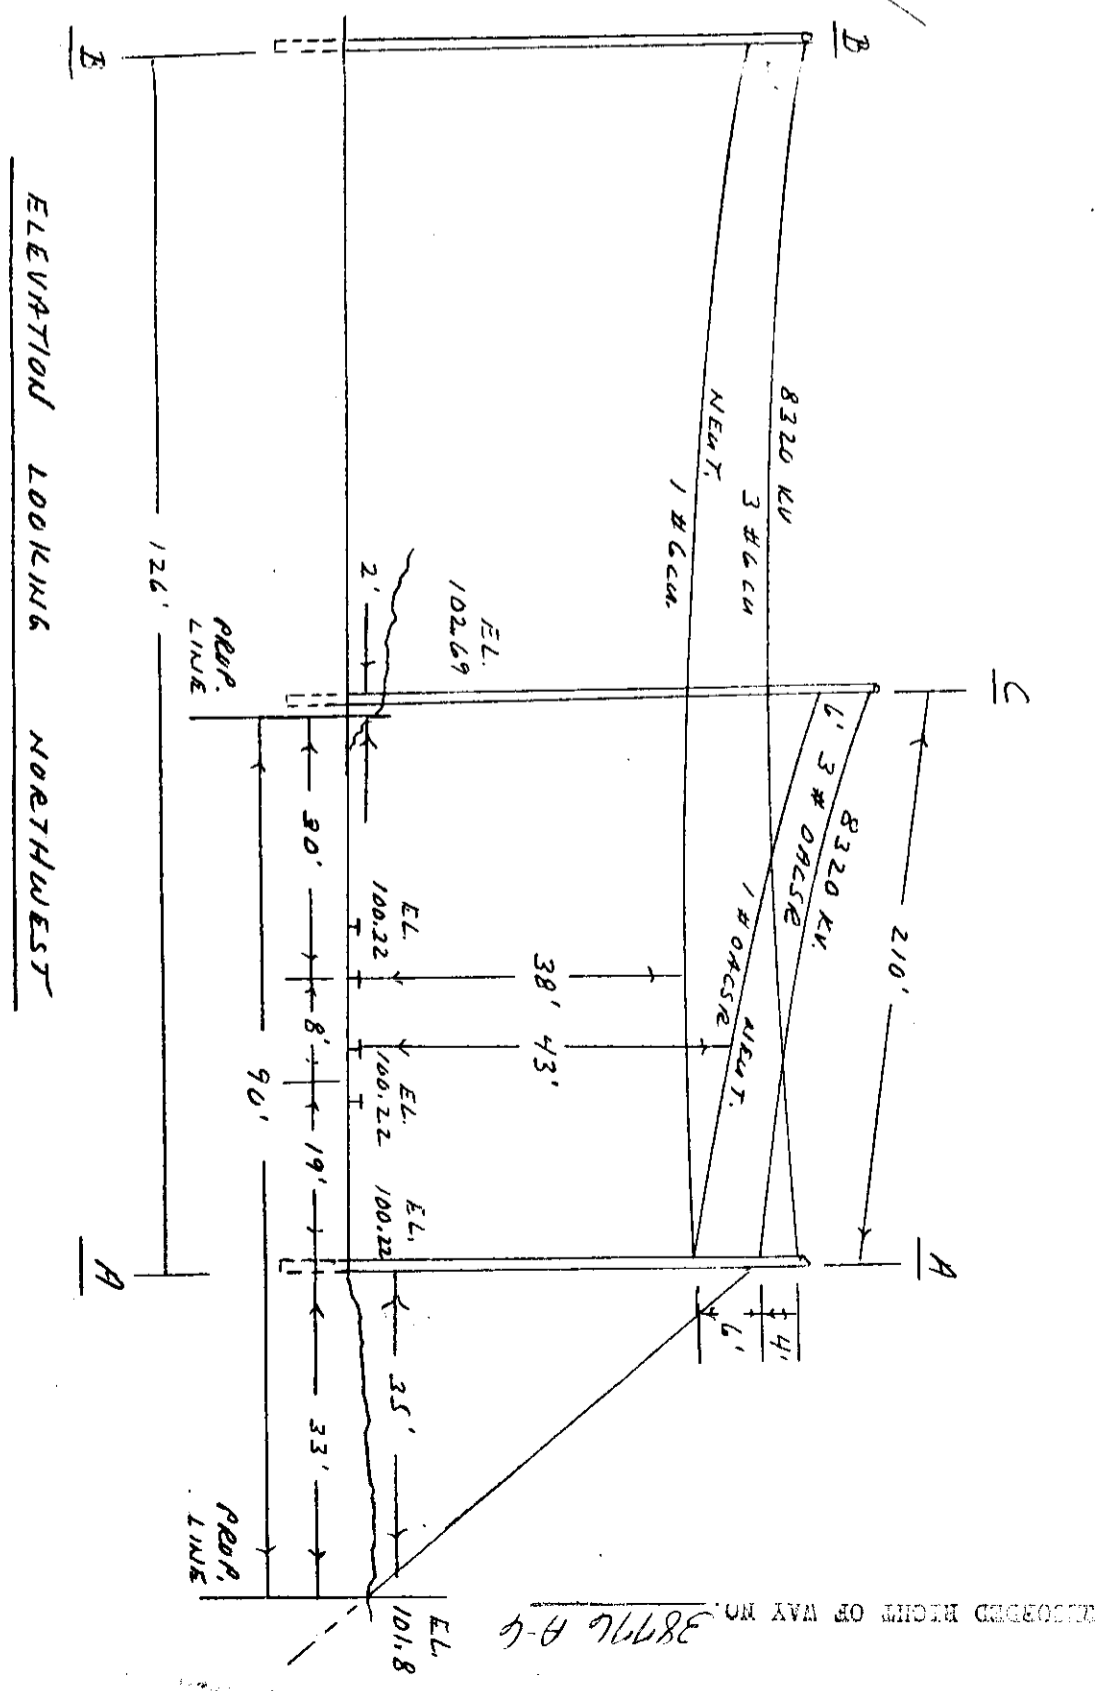 B
B
C
A
A
210'
8320 KV
3 #6 CU
NEUT.
1 #6 CU.
8320 KV.
6' 3 # 0ACSR
1 # 0ACSR NEUT.
4'
6'
38'
43'
EL.
102.69
2'
EL.
100.22
EL.
100.22
EL.
100.22
35'
EL.
101.8
30'
8'
19'
33'
90'
PROP.
LINE
PROP.
LINE
126'
ELEVATION LOOKING NORTHWEST
RECORDED RIGHT OF WAY NO. 38776 A-6